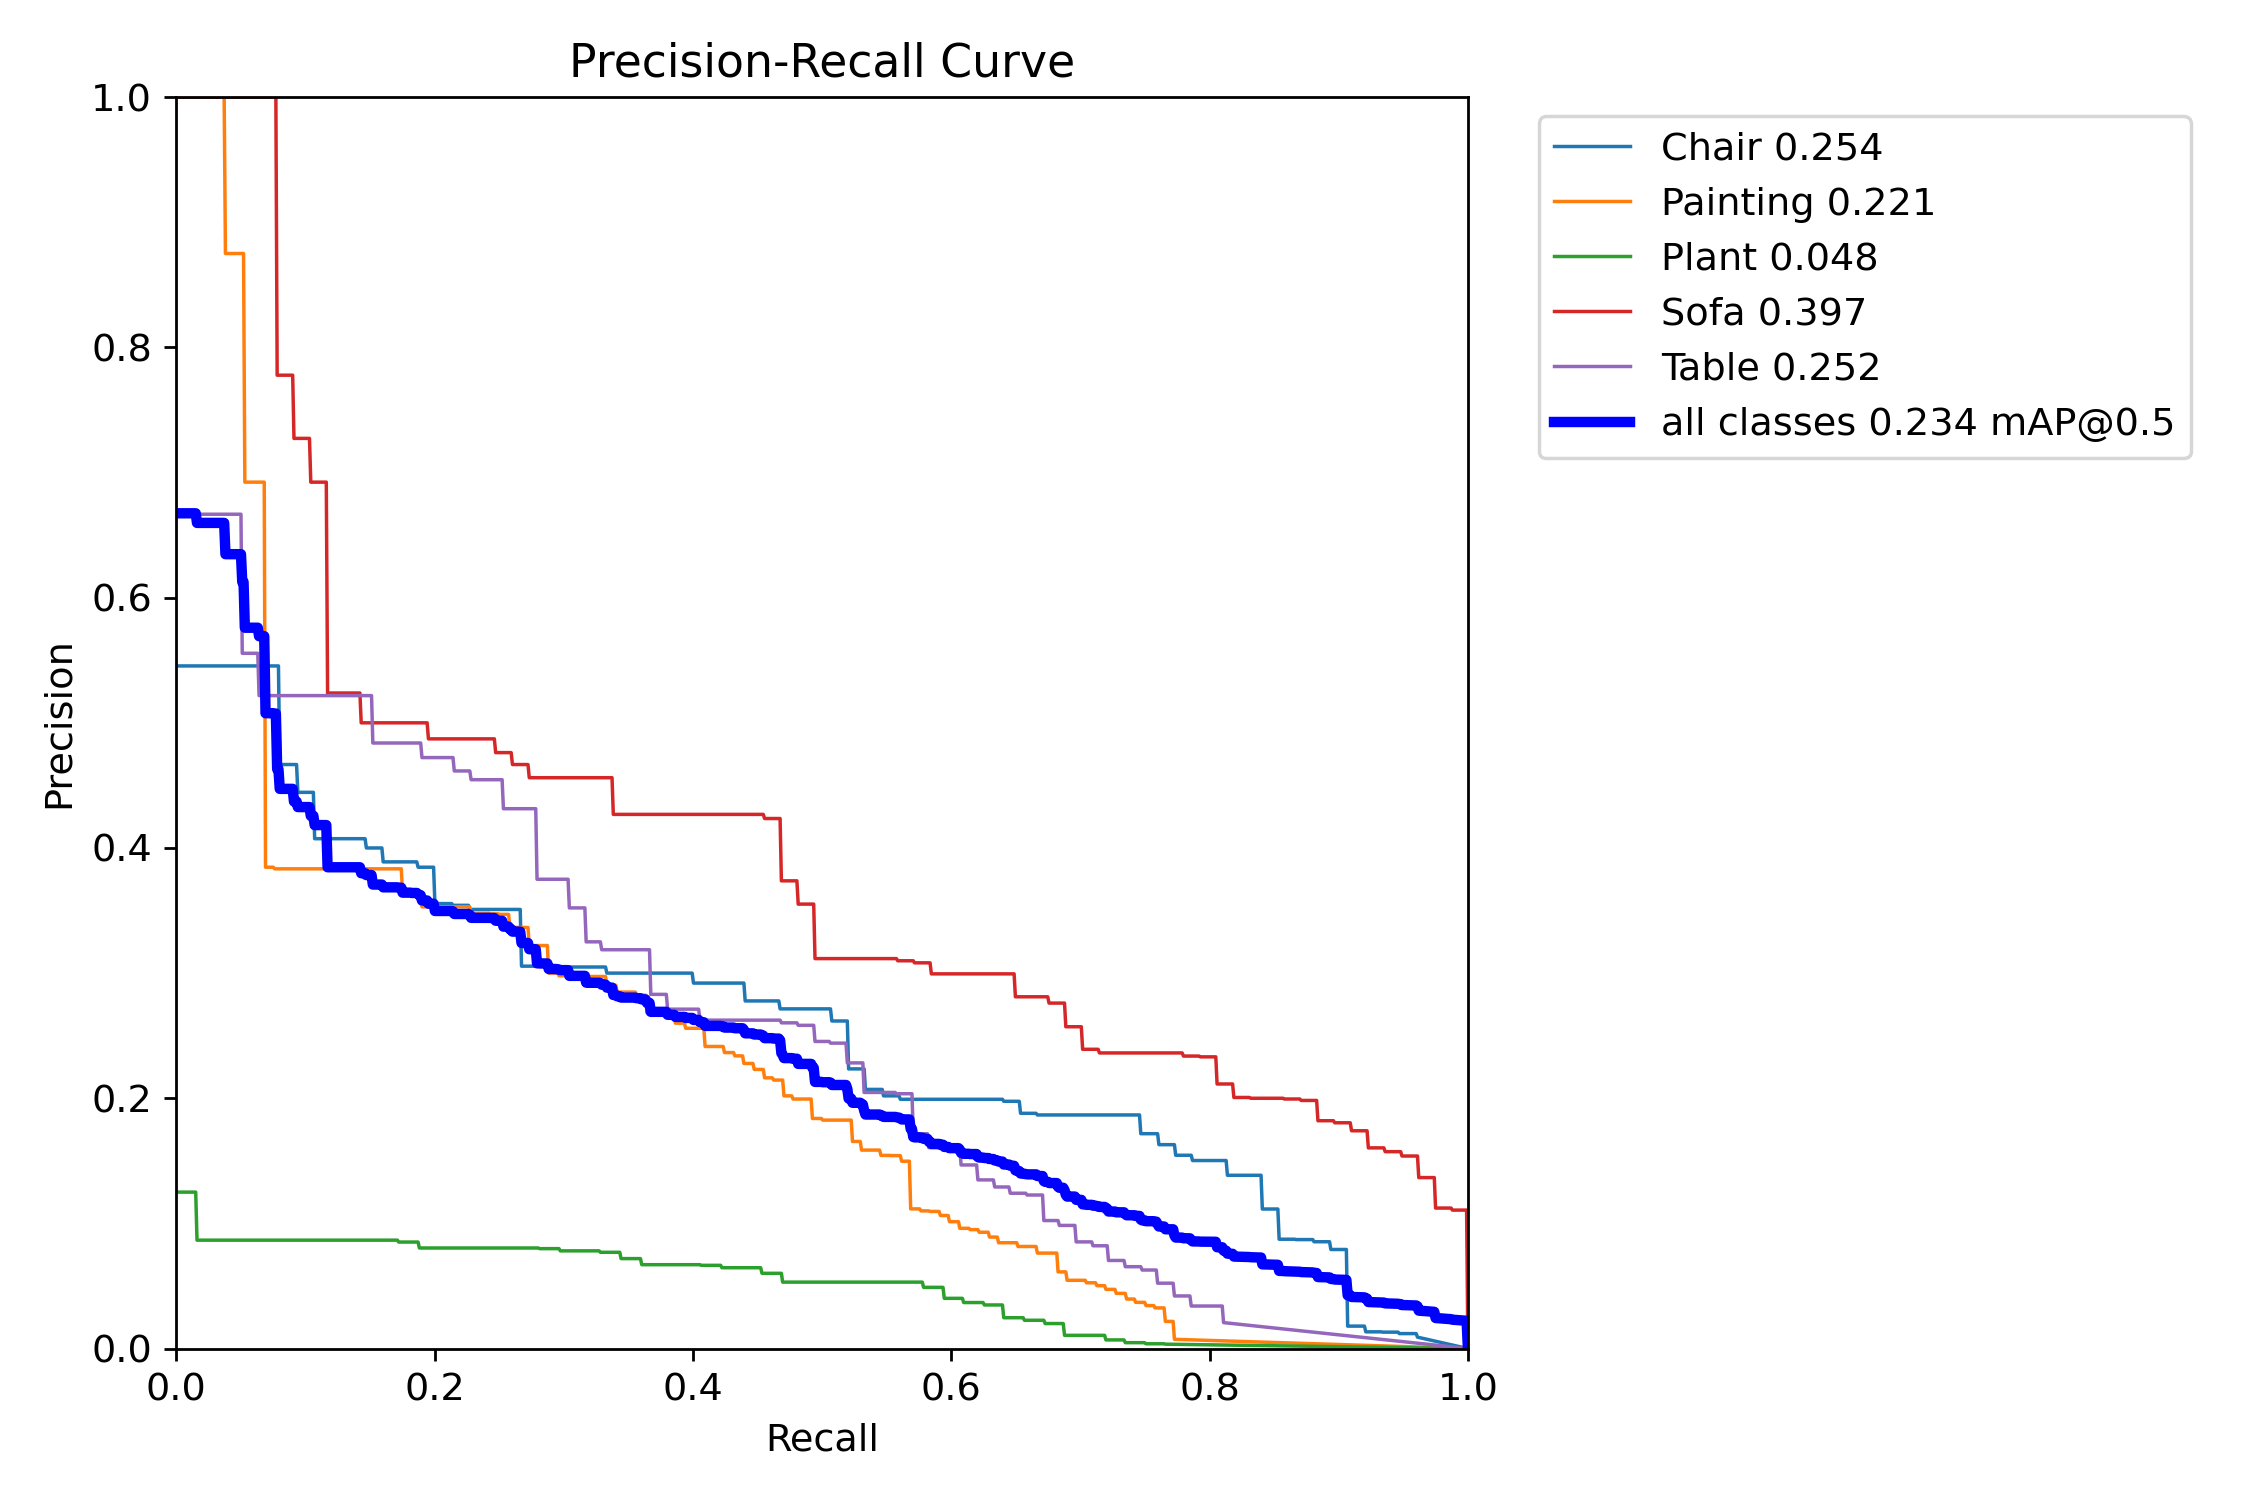 Precision-Recall Curve
1.0
0.8
0.6
0.4
0.2
0.0
Precision
0.0 0.2 0.4 0.6 0.8 1.0
Recall
Chair 0.254
Painting 0.221
Plant 0.048
Sofa 0.397
Table 0.252
all classes 0.234 mAP@0.5